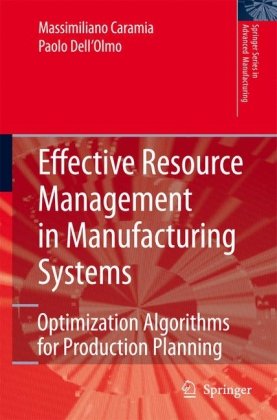 Massimiliano Caramia
Paolo Dell'Olmo
Springer Series in
Advanced Manufacturing
Effective Resource
Management
in Manufacturing
Systems
Optimization Algorithms
for Production Planning
Springer